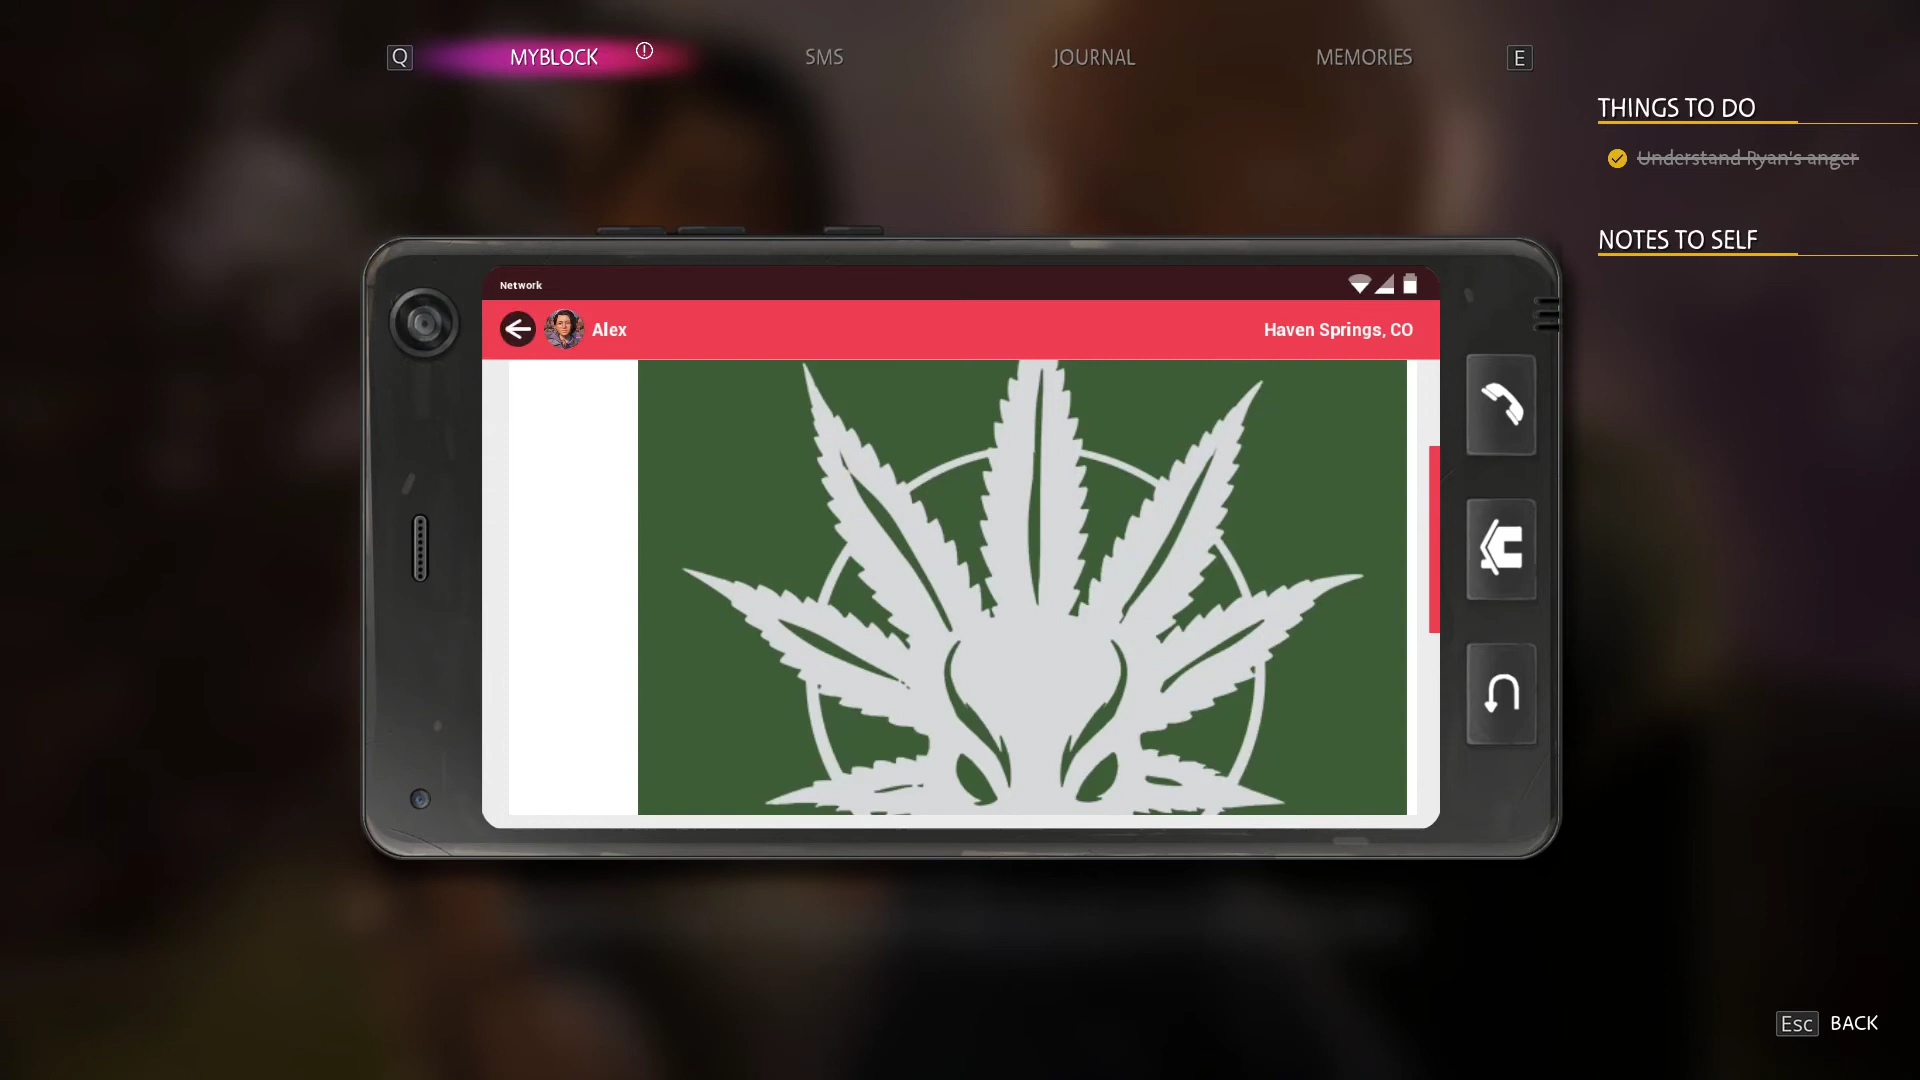 Q
MYBLOCK
SMS
JOURNAL
MEMORIES
E
THINGS TO DO
Understand Ryan's anger
NOTES TO SELF
Network
Alex
Haven Springs, CO
Esc BACK